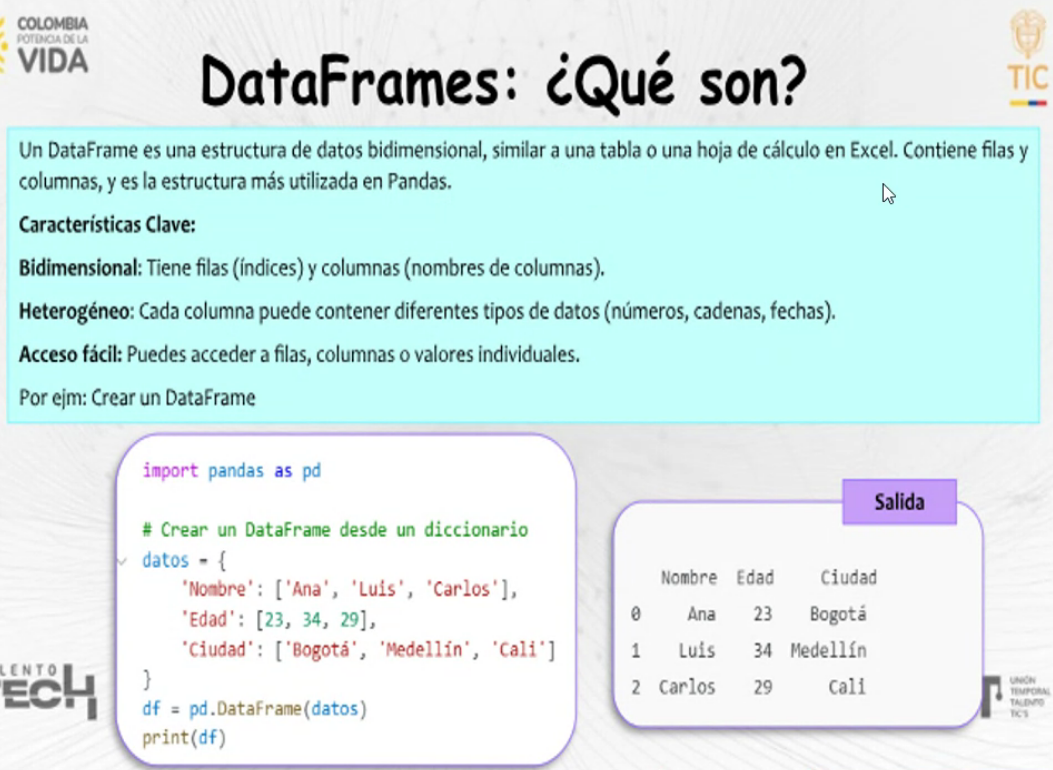 COLOMBIA
POTENCIA DE LA
VIDA
TIC
DataFrames: ¿Qué son?
Un DataFrame es una estructura de datos bidimensional, similar a una tabla o una hoja de cálculo en Excel. Contiene filas y
columnas, y es la estructura más utilizada en Pandas.
Características Clave:
Bidimensional: Tiene filas (índices) y columnas (nombres de columnas).
Heterogéneo: Cada columna puede contener diferentes tipos de datos (números, cadenas, fechas).
Acceso fácil: Puedes acceder a filas, columnas o valores individuales.
Por ejm: Crear un DataFrame
import pandas as pd
# Crear un DataFrame desde un diccionario
datos = {
    'Nombre': ['Ana', 'Luis', 'Carlos'],
    'Edad': [23, 34, 29],
    'Ciudad': ['Bogotá', 'Medellín', 'Cali']
}
df = pd.DataFrame(datos)
print(df)
Salida
Nombre Edad Ciudad
0 Ana 23 Bogotá
1 Luis 34 Medellín
2 Carlos 29 Cali
LENTO
TECH
UNIÓN
TEMPORAL
TALENTO
TIC'S